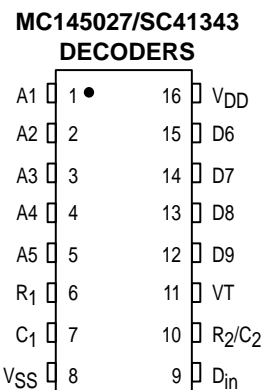 MC145027/SC41343
DECODERS
A1 1 16 VDD
A2 2 15 D6
A3 3 14 D7
A4 4 13 D8
A5 5 12 D9
R1 6 11 VT
C1 7 10 R2/C2
VSS 8 9 Din